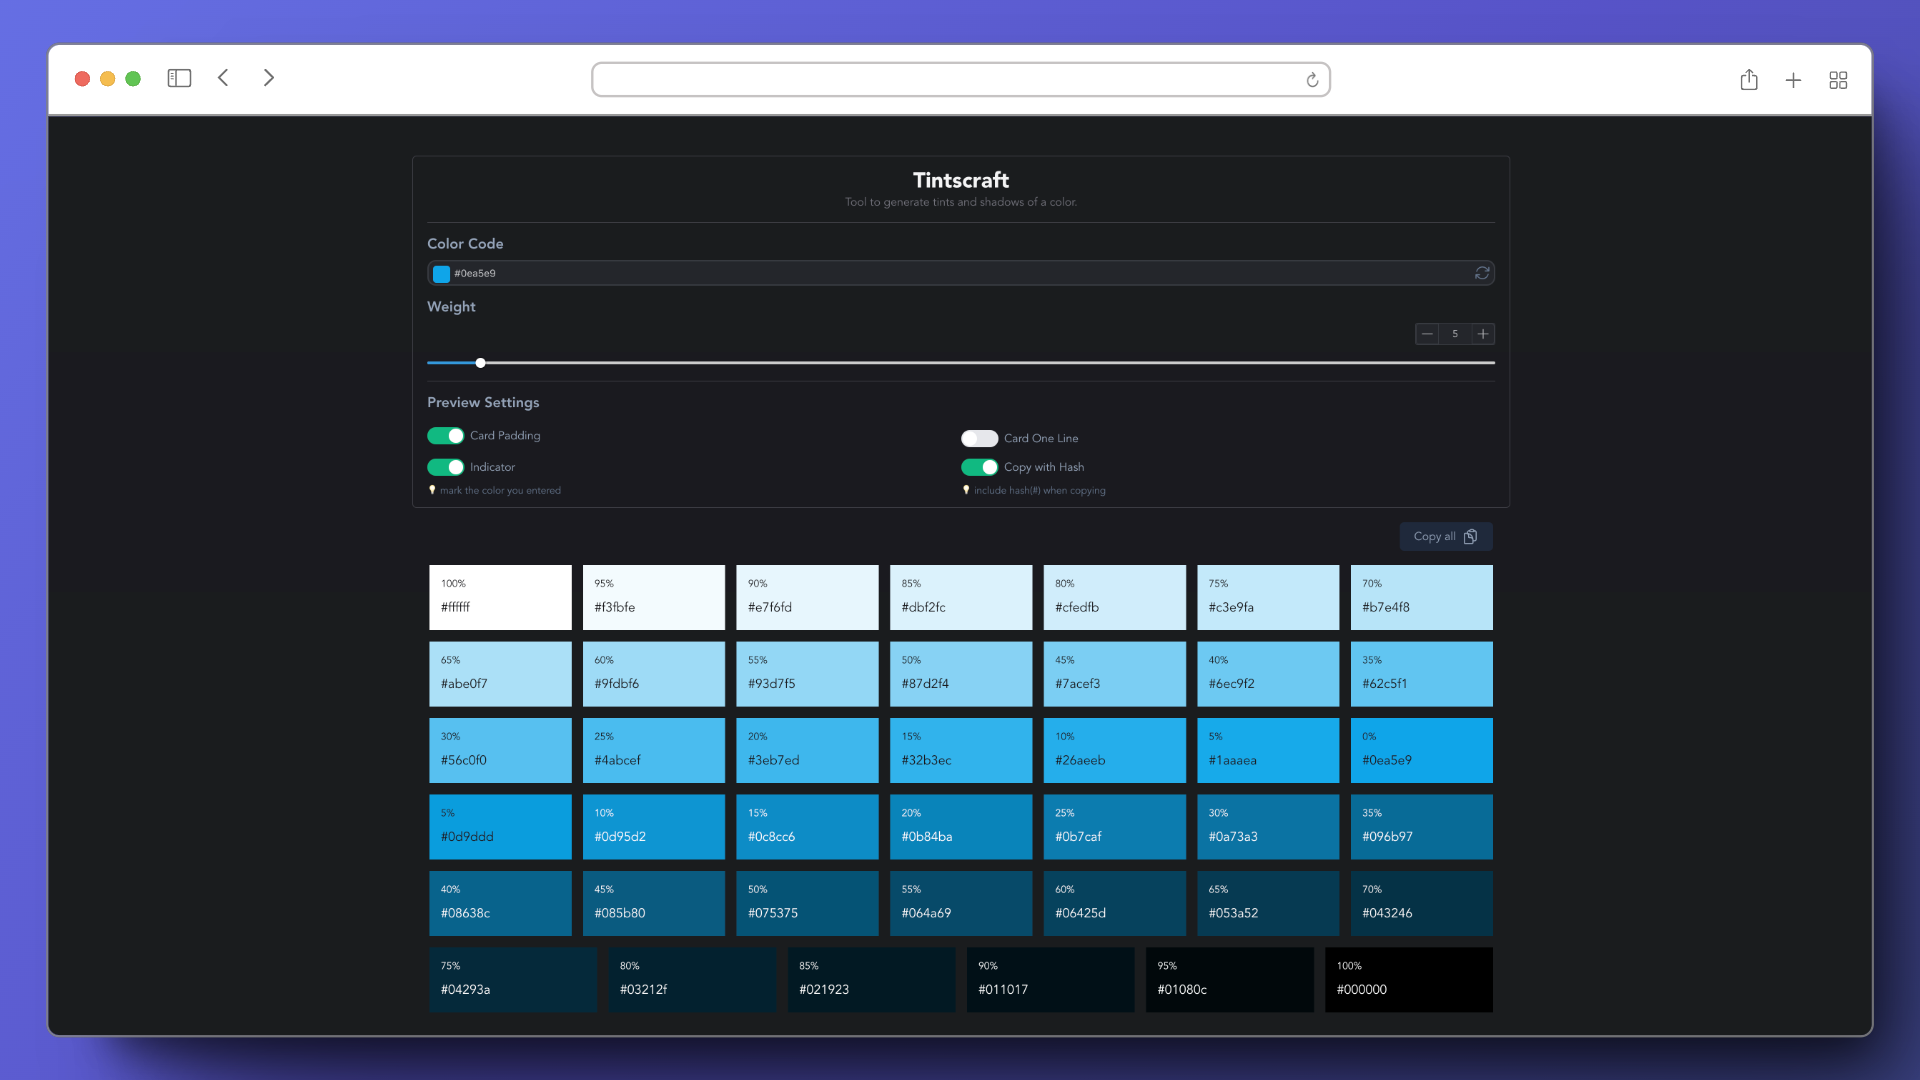 Tintscraft
Tool to generate tints and shadows of a color.
Color Code
#0ea5e9
Weight
5
Preview Settings
Card Padding
Card One Line
Indicator
Copy with Hash
mark the color you entered
include hash(#) when copying
Copy all
100% 95% 90% 85% 80% 75% 70%
#ffffff #f3fbfe #e7f6fd #dbf2fc #cfedfb #c3e9fa #b7e4f8
65% 60% 55% 50% 45% 40% 35%
#abe0f7 #9fdbf6 #93d7f5 #87d2f4 #7acef3 #6ec9f2 #62c5f1
30% 25% 20% 15% 10% 5% 0%
#56c0f0 #4abcef #3eb7ed #32b3ec #26aeeb #1aaaea #0ea5e9
5% 10% 15% 20% 25% 30% 35%
#0d9ddd #0d95d2 #0c8cc6 #0b84ba #0b7caf #0a73a3 #096b97
40% 45% 50% 55% 60% 65% 70%
#08638c #085b80 #075375 #064a69 #06425d #053a52 #043246
75% 80% 85% 90% 95% 100%
#04293a #03212f #021923 #011017 #01080c #000000